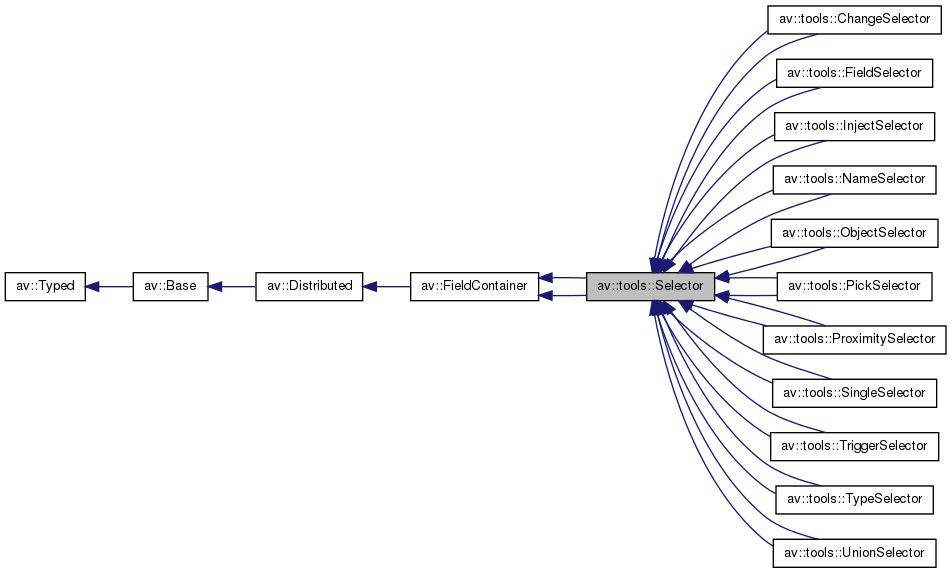 av::tools::ChangeSelector
av::tools::FieldSelector
av::tools::InjectSelector
av::tools::NameSelector
av::tools::ObjectSelector
av::Typed
av::Base
av::Distributed
av::FieldContainer
av::tools::Selector
av::tools::PickSelector
av::tools::ProximitySelector
av::tools::SingleSelector
av::tools::TriggerSelector
av::tools::TypeSelector
av::tools::UnionSelector